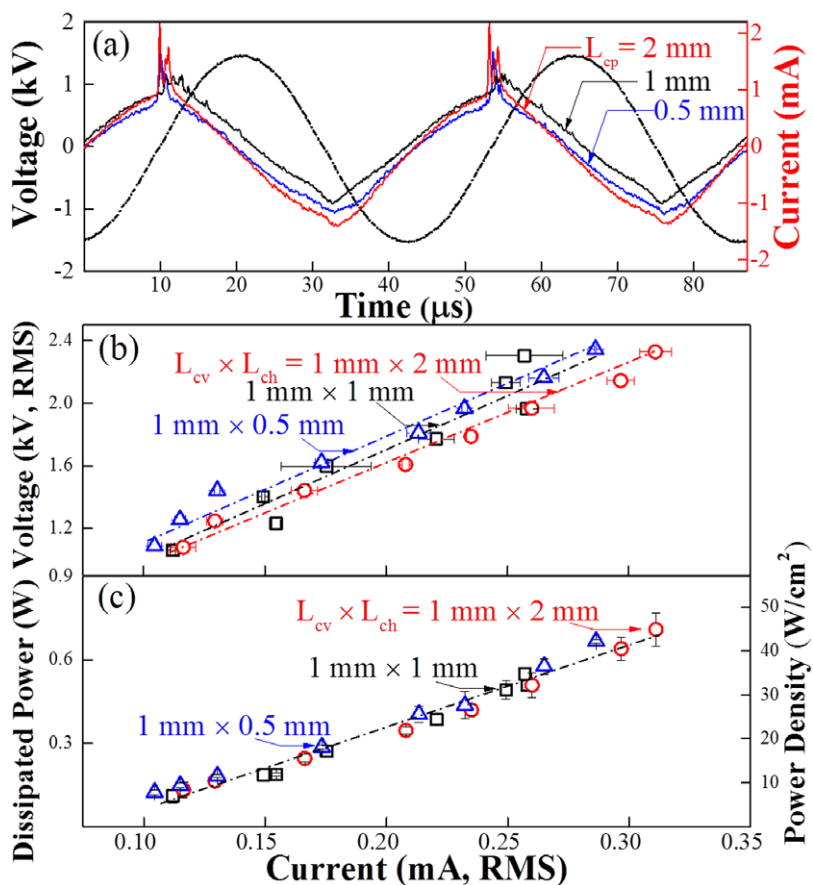 (a)
L_cp = 2 mm
1 mm
0.5 mm
Voltage (kV)
2
1
0
-1
-2
Current (mA)
2
1
0
-1
-2
0
10
20
30
40
50
60
70
80
Time (μs)
(b)
L_cv × L_ch = 1 mm × 2 mm
1 mm × 1 mm
1 mm × 0.5 mm
Voltage (kV, RMS)
2.4
2.0
1.6
1.2
0.9
(c)
L_cv × L_ch = 1 mm × 2 mm
1 mm × 1 mm
1 mm × 0.5 mm
Dissipated Power (W)
0.6
0.3
Power Density (W/cm²)
50
40
30
20
10
0.10
0.15
0.20
0.25
0.30
0.35
Current (mA, RMS)